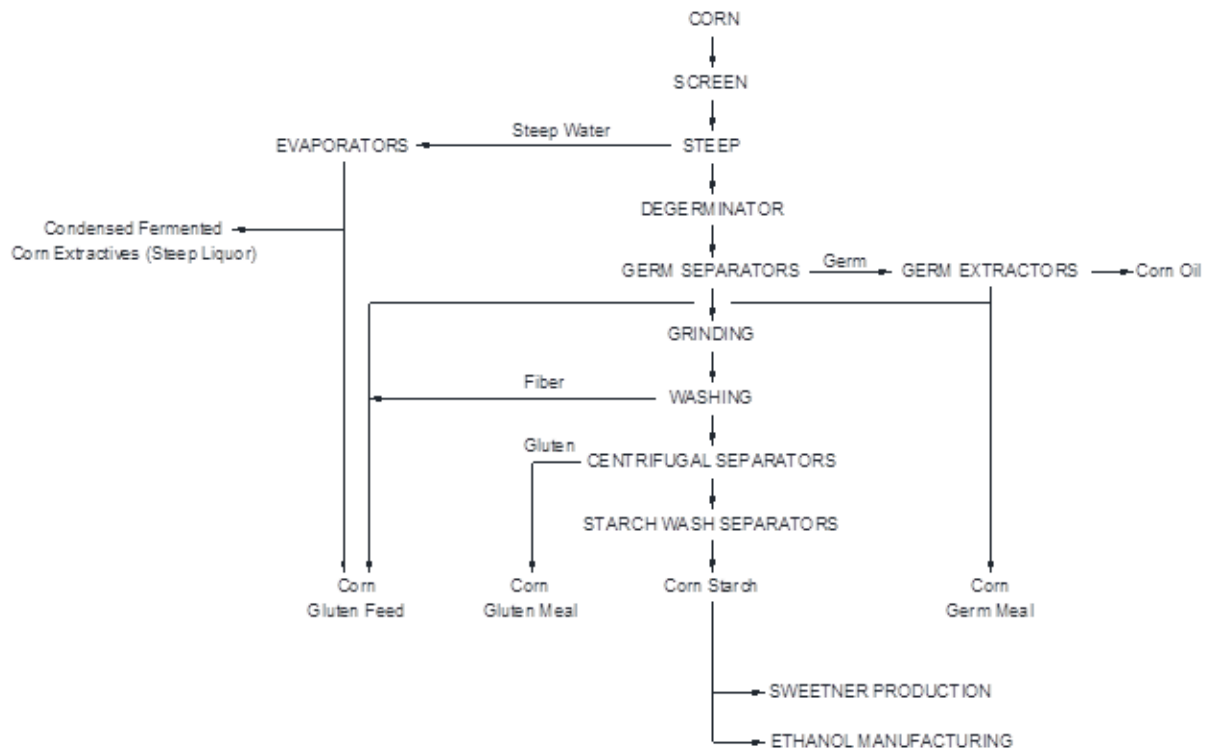 CORN
SCREEN
Steep Water
EVAPORATORS
STEEP
DEGERMINATOR
Condensed Fermented
Corn Extractives (Steep Liquor)
GERM SEPARATORS
Germ
GERM EXTRACTORS
Corn Oil
GRINDING
Fiber
WASHING
Gluten
CENTRIFUGAL SEPARATORS
STARCH WASH SEPARATORS
Corn
Gluten Feed
Corn
Gluten Meal
Corn Starch
Corn
Germ Meal
SWEETNER PRODUCTION
ETHANOL MANUFACTURING